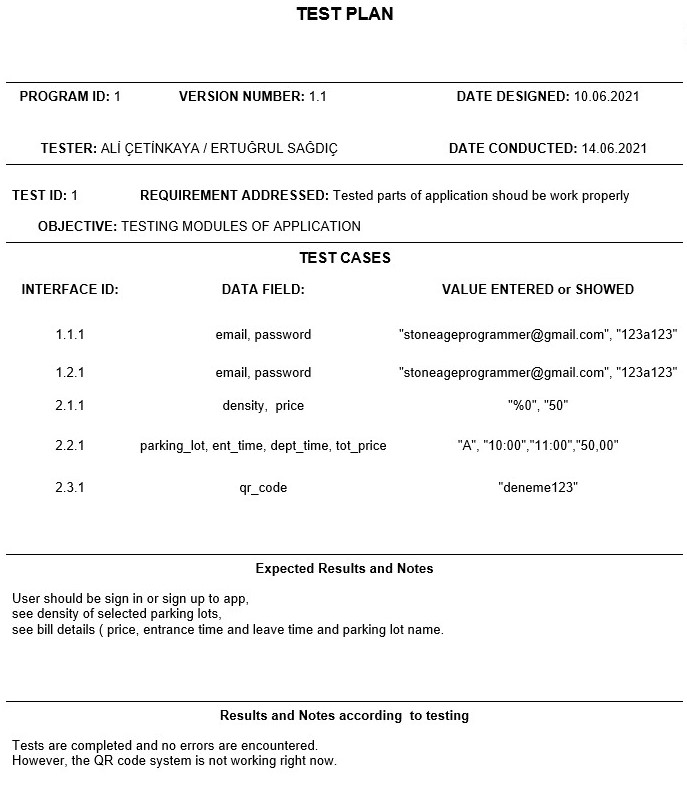 TEST PLAN
PROGRAM ID: 1 VERSION NUMBER: 1.1 DATE DESIGNED: 10.06.2021
TESTER: ALİ ÇETİNKAYA / ERTUĞRUL SAĞDIÇ DATE CONDUCTED: 14.06.2021
TEST ID: 1 REQUIREMENT ADDRESSED: Tested parts of application shoud be work properly
OBJECTIVE: TESTING MODULES OF APPLICATION
TEST CASES
INTERFACE ID: DATA FIELD: VALUE ENTERED or SHOWED
1.1.1 email, password "stoneageprogrammer@gmail.com", "123a123"
1.2.1 email, password "stoneageprogrammer@gmail.com", "123a123"
2.1.1 density, price "%0", "50"
2.2.1 parking_lot, ent_time, dept_time, tot_price "A", "10:00","11:00","50,00"
2.3.1 qr_code "deneme123"
Expected Results and Notes
User should be sign in or sign up to app,
see density of selected parking lots,
see bill details ( price, entrance time and leave time and parking lot name.
Results and Notes according to testing
Tests are completed and no errors are encountered.
However, the QR code system is not working right now.